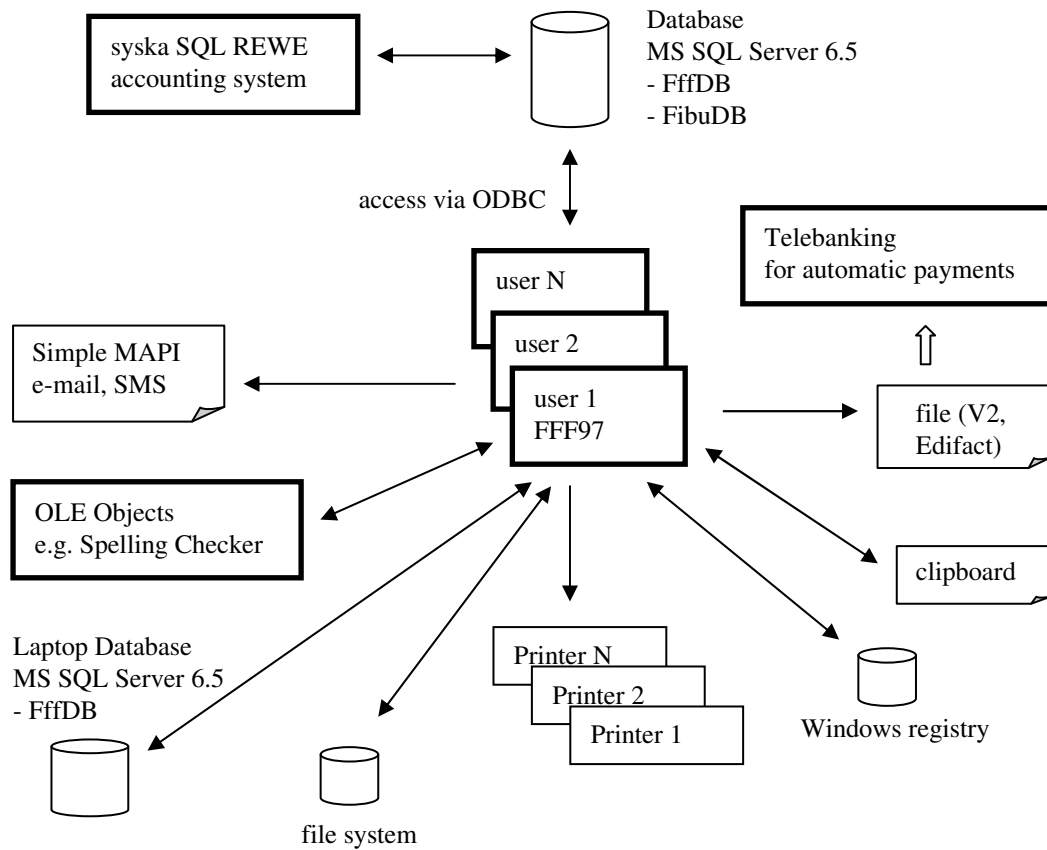 syska SQL REWE
accounting system
Database
MS SQL Server 6.5
- FffDB
- FibuDB
access via ODBC
Telebanking
for automatic payments
user N
user 2
user 1
FFF97
Simple MAPI
e-mail, SMS
file (V2,
Edifact)
OLE Objects
e.g. Spelling Checker
clipboard
Laptop Database
MS SQL Server 6.5
- FffDB
Printer N
Printer 2
Printer 1
Windows registry
file system